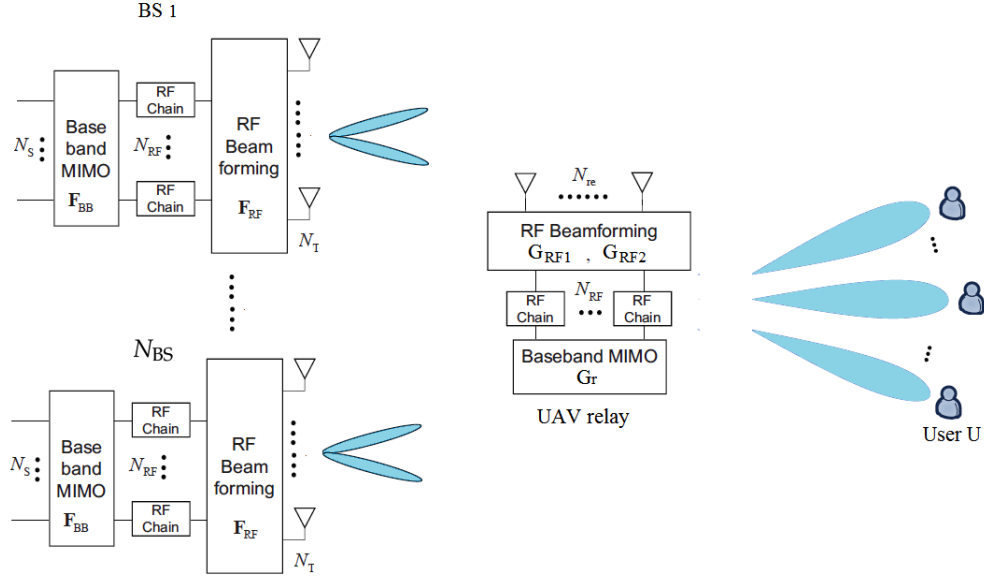 BS 1
N_S
Base
band
MIMO
F_BB
RF
Chain
N_RF
RF
Chain
RF
Beam
forming
F_RF
N_T
N_re
RF Beamforming
G_RF1 , G_RF2
RF
Chain
N_RF
RF
Chain
Baseband MIMO
Gr
UAV relay
User U
N_BS
N_S
Base
band
MIMO
F_BB
RF
Chain
N_RF
RF
Chain
RF
Beam
forming
F_RF
N_T